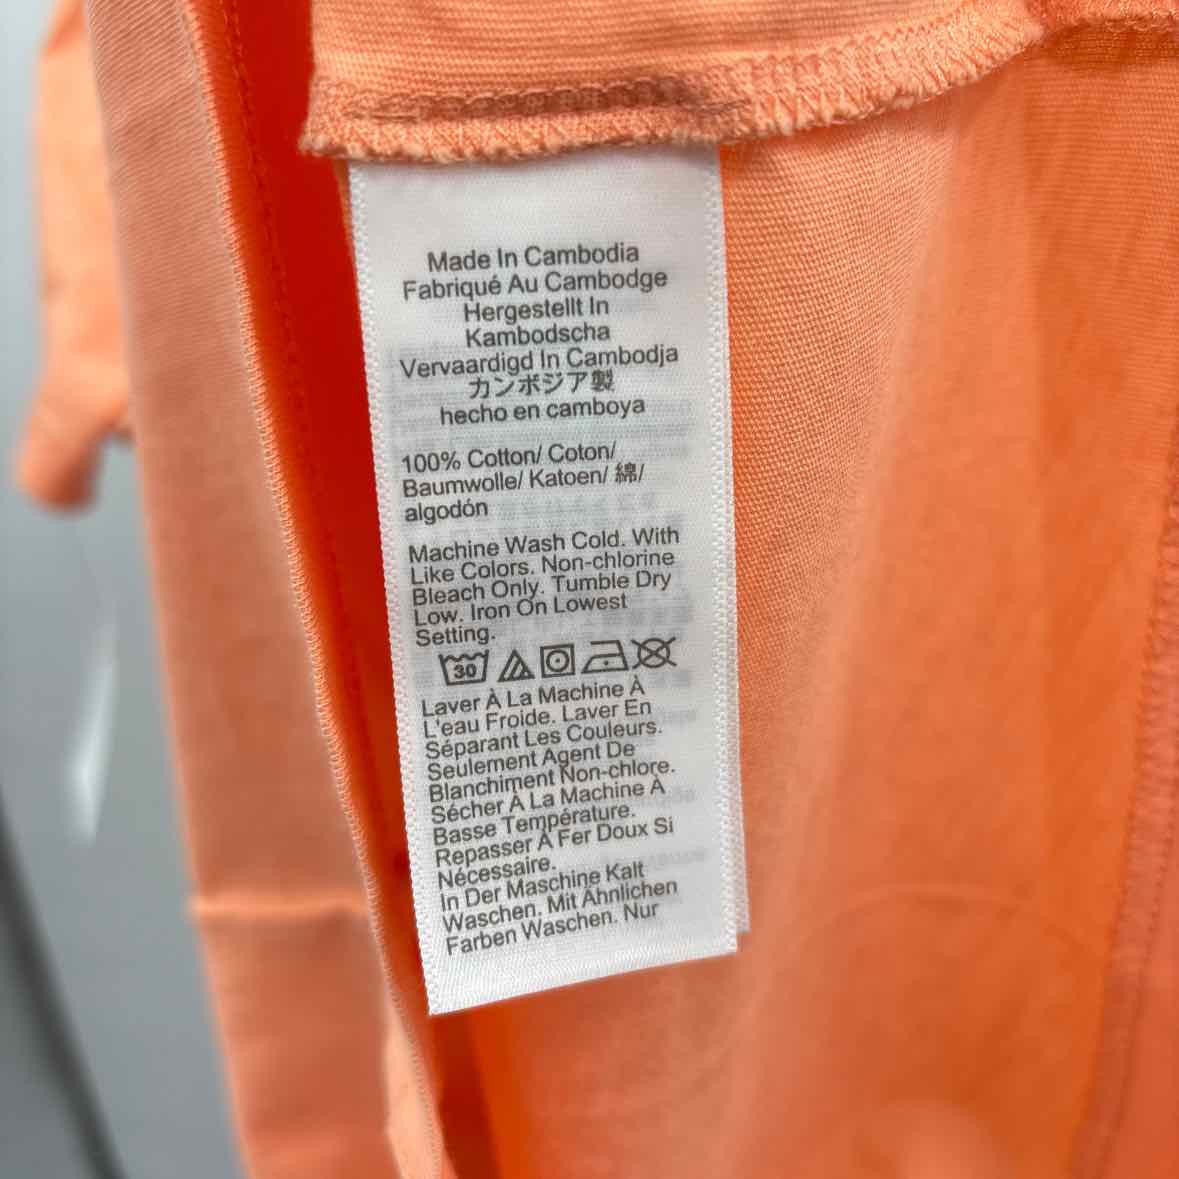 Made In Cambodia
Fabriqué Au Cambodge
Hergestellt In
Kambodscha
Vervaardigd In Cambodja
カンボジア製
hecho en camboya
100% Cotton/ Coton/
Baumwolle/ Katoen/ 綿/
algodón
Machine Wash Cold. With
Like Colors. Non-chlorine
Bleach Only. Tumble Dry
Low. Iron On Lowest
Setting.
30
Laver À La Machine À
L'eau Froide. Laver En
Séparant Les Couleurs.
Seulement Agent De
Blanchiment Non-chlore.
Sécher À La Machine À
Basse Température.
Repasser À Fer Doux Si
Nécessaire.
In Der Maschine Kalt
Waschen. Mit Ähnlichen
Farben Waschen. Nur